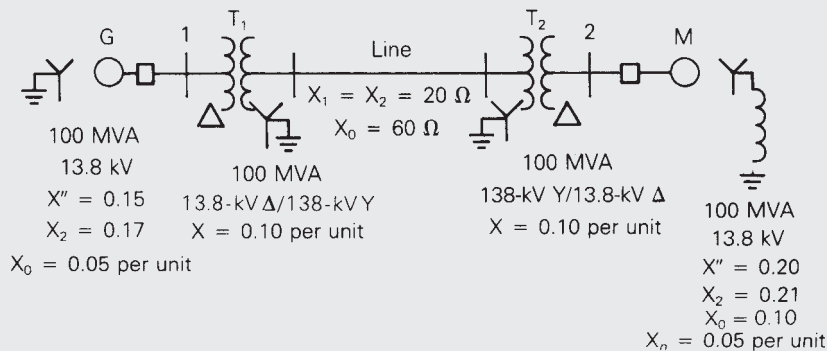 G
1
T₁
Line
T₂
2
M
X₁ = X₂ = 20 Ω
X₀ = 60 Ω
100 MVA
13.8 kV
X″ = 0.15
X₂ = 0.17
X₀ = 0.05 per unit
100 MVA
13.8-kV Δ/138-kV Y
X = 0.10 per unit
100 MVA
138-kV Y/13.8-kV Δ
X = 0.10 per unit
100 MVA
13.8 kV
X″ = 0.20
X₂ = 0.21
X₀ = 0.10
Xₙ = 0.05 per unit